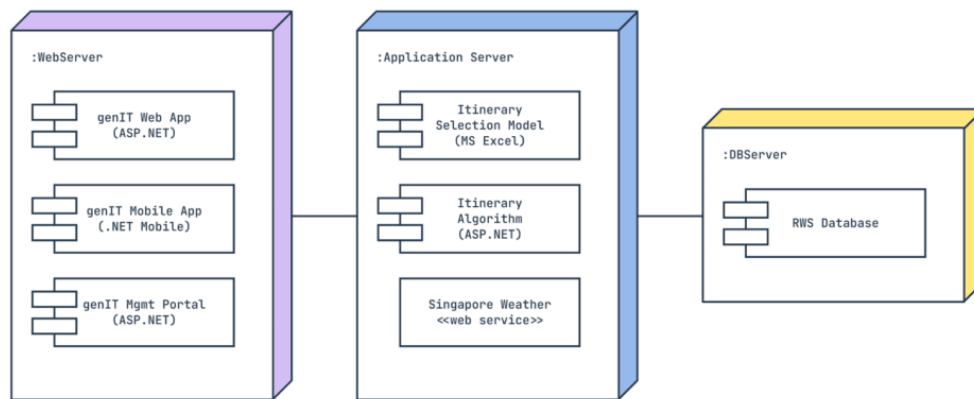 :WebServer
genIT Web App
(ASP.NET)
genIT Mobile App
(.NET Mobile)
genIT Mgmt Portal
(ASP.NET)
:Application Server
Itinerary
Selection Model
(MS Excel)
Itinerary
Algorithm
(ASP.NET)
Singapore Weather
<<web service>>
:DBServer
RWS Database